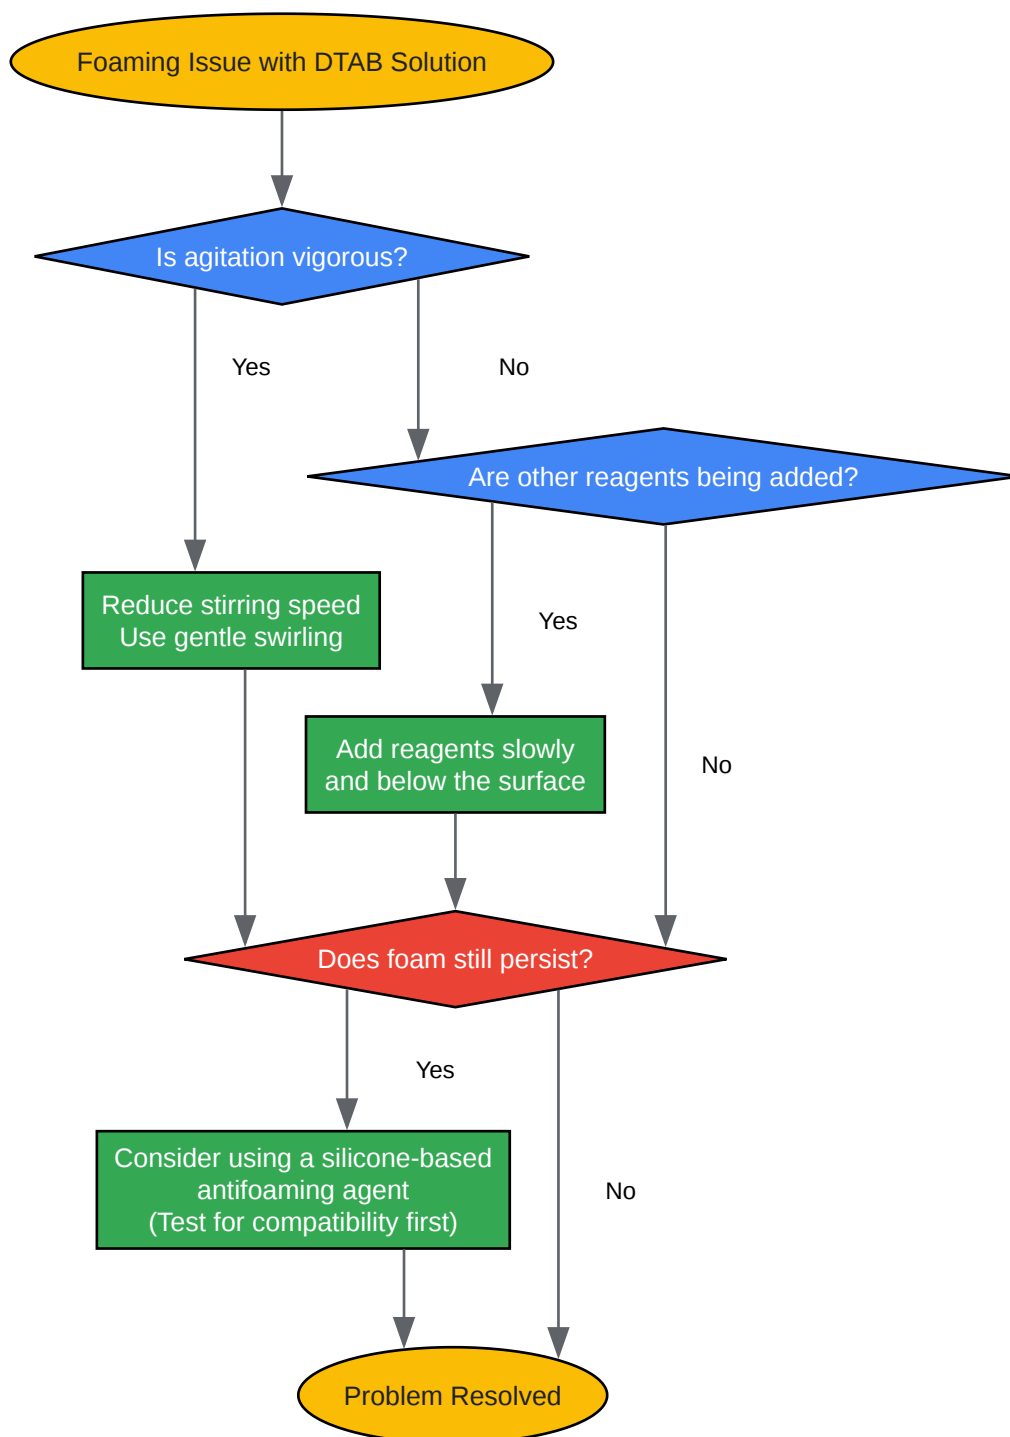 Foaming Issue with DTAB Solution
Is agitation vigorous?
Yes
No
Are other reagents being added?
Reduce stirring speed
Use gentle swirling
Yes
Add reagents slowly
and below the surface
No
Does foam still persist?
Yes
Consider using a silicone-based
antifoaming agent
(Test for compatibility first)
No
Problem Resolved